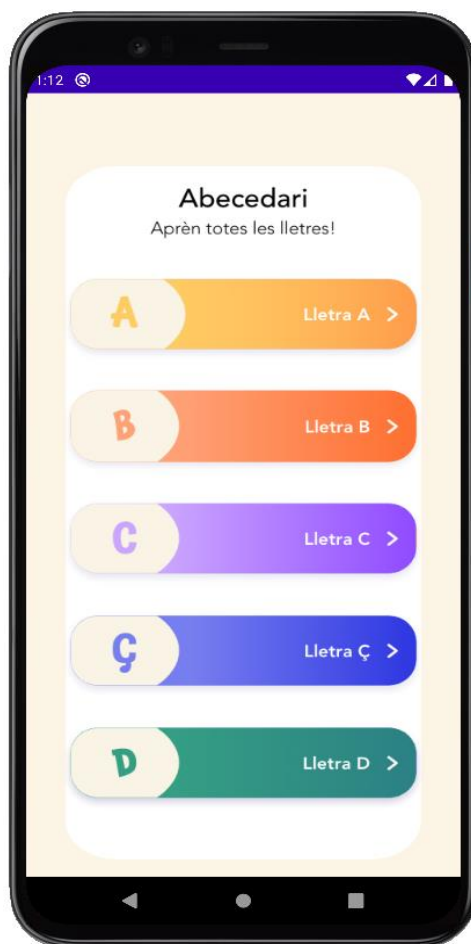 1:12
Abecedari
Aprèn totes les lletres!
A Lletra A >
B Lletra B >
C Lletra C >
Ç Lletra Ç >
D Lletra D >